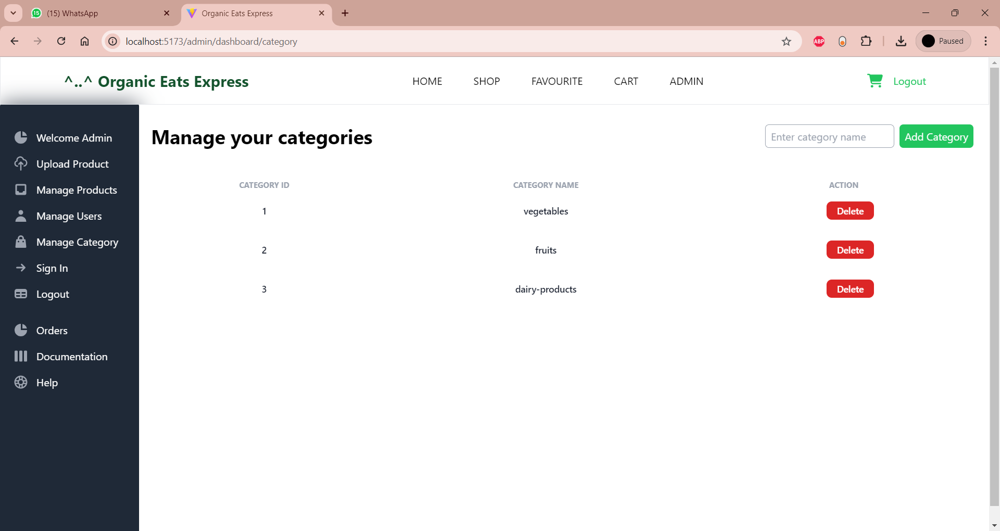 15 (15) WhatsApp Organic Eats Express
localhost:5173/admin/dashboard/category ABP Paused
^..^ Organic Eats Express HOME SHOP FAVOURITE CART ADMIN Logout
Welcome Admin
Upload Product
Manage Products
Manage Users
Manage Category
Sign In
Logout
Orders
Documentation
Help
Manage your categories Enter category name Add Category
CATEGORY ID CATEGORY NAME ACTION
1 vegetables Delete
2 fruits Delete
3 dairy-products Delete